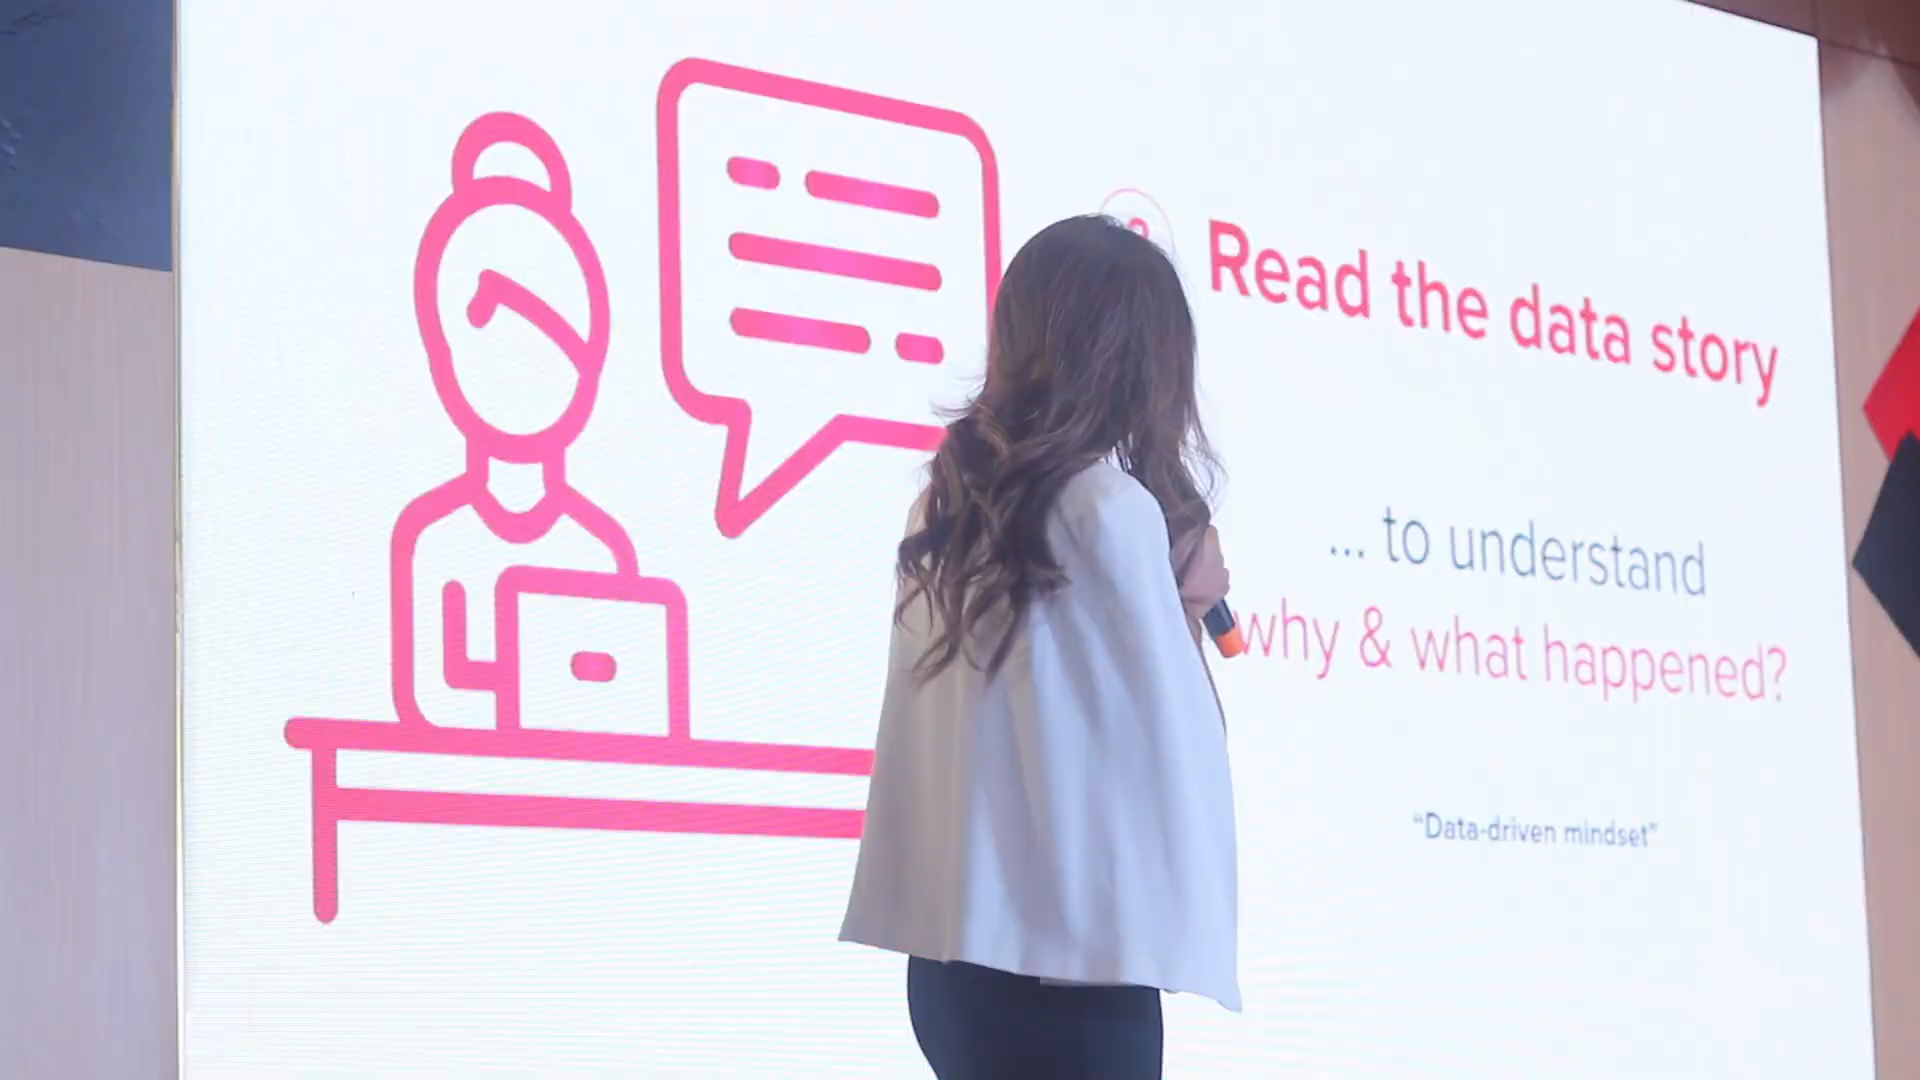 Read the data story
... to understand
why & what happened?
“Data-driven mindset”